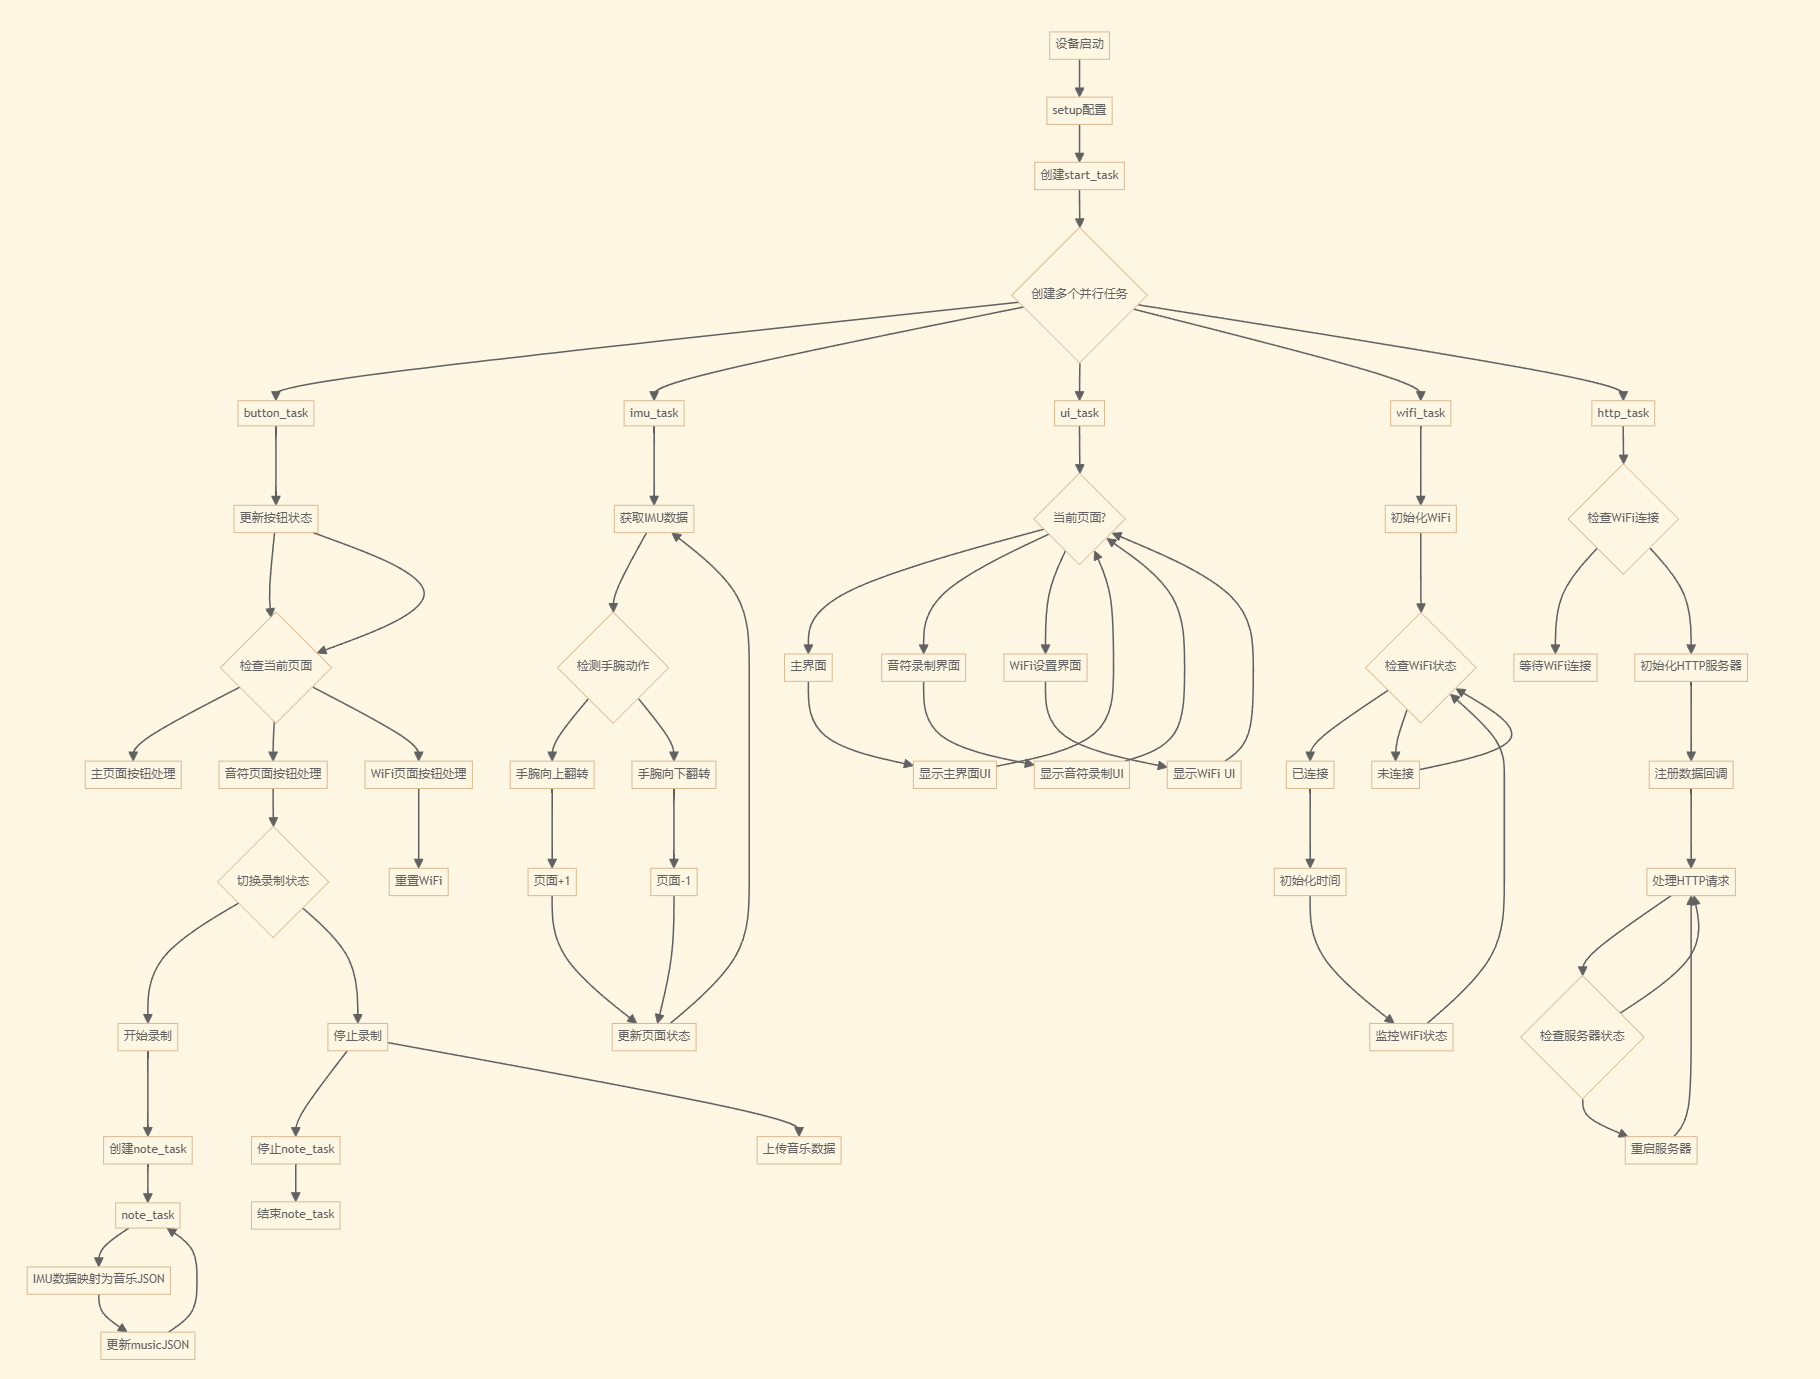 设备启动
setup配置
创建start_task
创建多个并行任务
button_task
imu_task
ui_task
wifi_task
http_task
更新按钮状态
获取IMU数据
当前页面?
初始化WiFi
检查WiFi连接
检查当前页面
检测手腕动作
主界面
音符录制界面
WiFi设置界面
检查WiFi状态
等待WiFi连接
初始化HTTP服务器
主页面按钮处理
音符页面按钮处理
WiFi页面按钮处理
手腕向上翻转
手腕向下翻转
显示主界面UI
显示音符录制UI
显示WiFi UI
已连接
未连接
注册数据回调
切换录制状态
重置WiFi
页面+1
页面-1
初始化时间
处理HTTP请求
开始录制
停止录制
更新页面状态
监控WiFi状态
检查服务器状态
创建note_task
停止note_task
上传音乐数据
重启服务器
note_task
结束note_task
IMU数据映射为音乐JSON
更新musicJSON